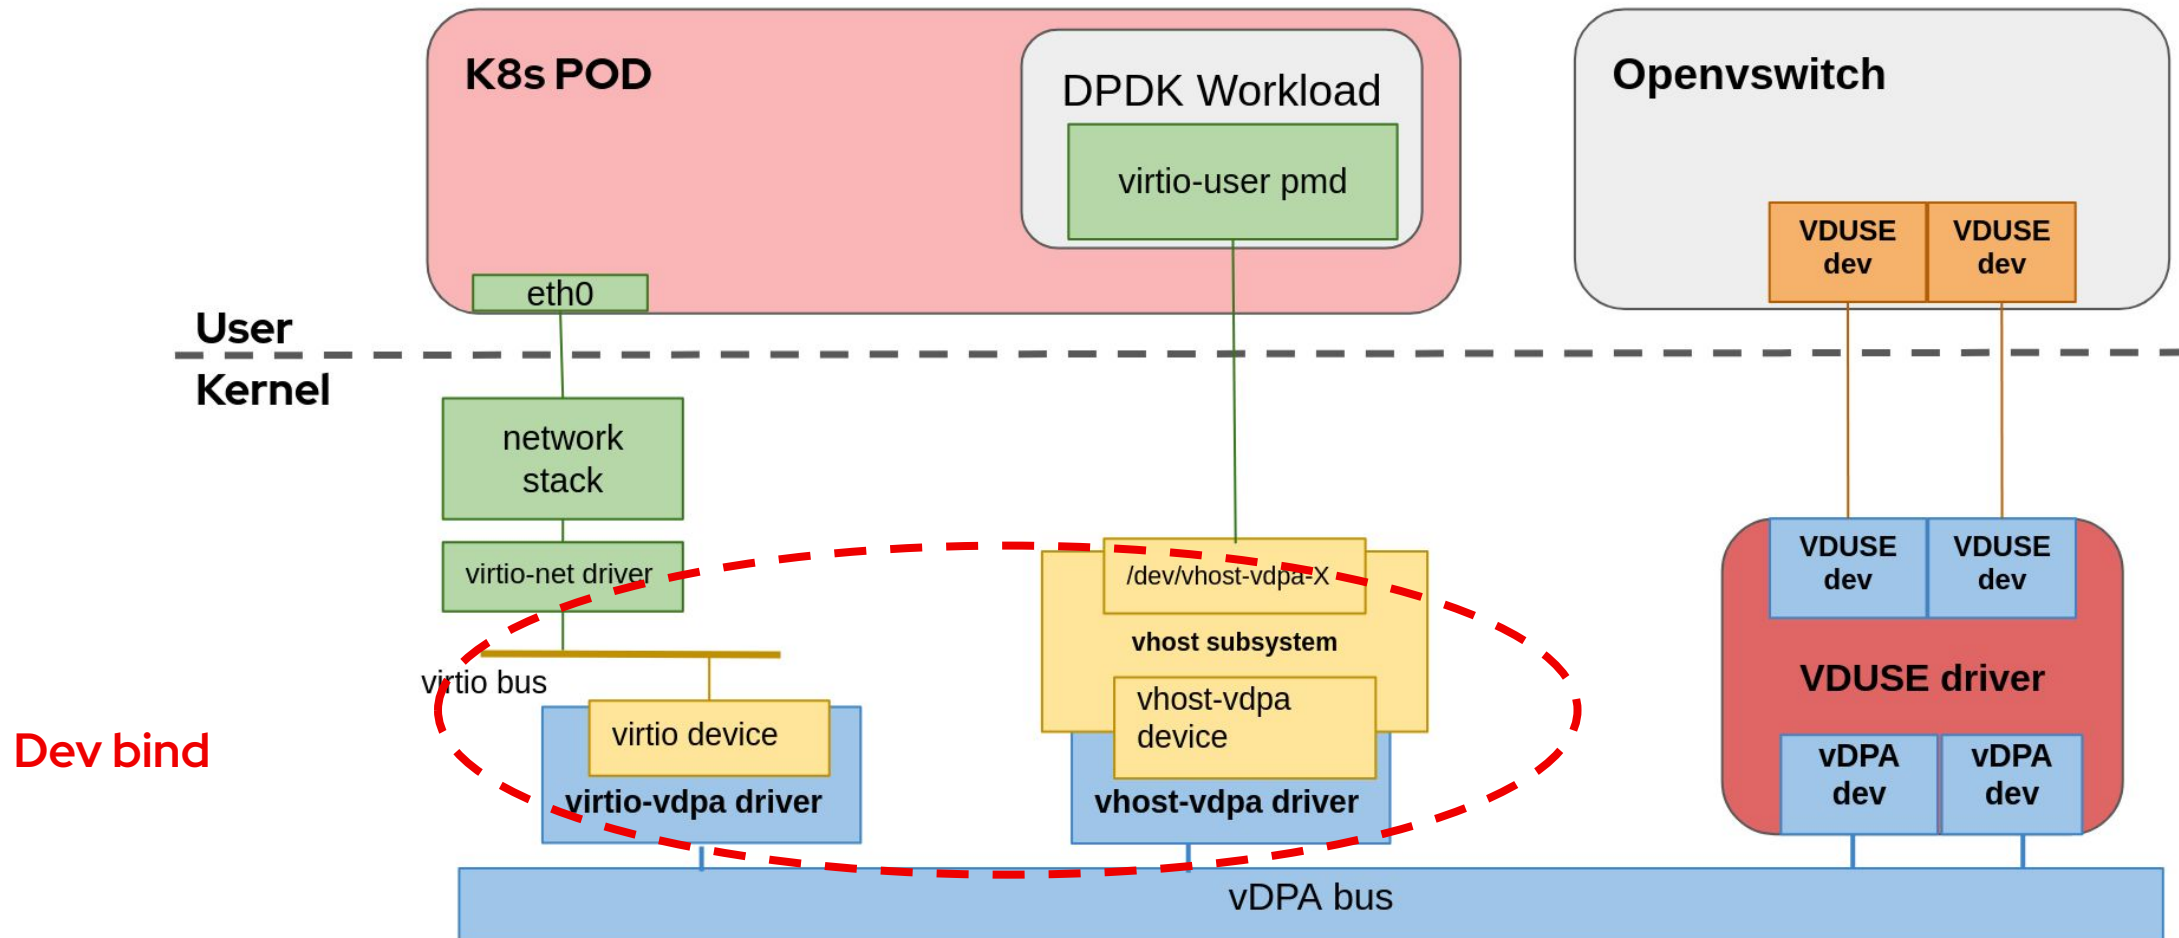 K8s POD
DPDK Workload
virtio-user pmd
eth0
Openvswitch
VDUSE
dev
VDUSE
dev
User
Kernel
network
stack
virtio-net driver
virtio bus
virtio device
virtio-vdpa driver
/dev/vhost-vdpa-X
vhost subsystem
vhost-vdpa
device
vhost-vdpa driver
VDUSE
dev
VDUSE
dev
VDUSE driver
vDPA
dev
vDPA
dev
Dev bind
vDPA bus